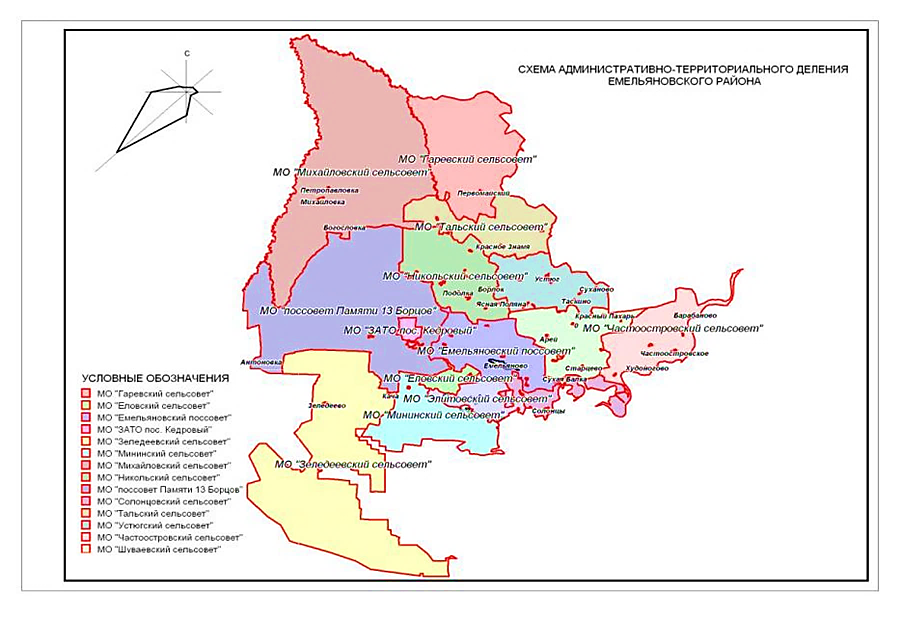 С
СХЕМА АДМИНИСТРАТИВНО-ТЕРРИТОРИАЛЬНОГО ДЕЛЕНИЯ
ЕМЕЛЬЯНОВСКОГО РАЙОНА
МО "Гаревский сельсовет"
МО "Михайловский сельсовет"
Петропавловка
Михайловка
Первомайский
Богословка
МО "Тальский сельсовет"
Красное Знамя
МО "Никольский сельсовет"
Устюг
Подолка
Борлок
Сухановo
Ясная Поляна
Таскино
МО "поссовет Памяти 13 Борцов"
Красный Пахарь
Барабаново
МО "ЗАТО пос. Кедровый"
МО "Частоостровский сельсовет"
Арей
МО "Емельяновский поссовет"
Частоостровское
Антоновка
Емельяново
Старцево
Худоногово
МО "Еловский сельсовет"
Сухая Балка
Кача
МО "Элитовский сельсовет"
Зеледеево
Солонцы
МО "Мининский сельсовет"
МО "Зеледеевский сельсовет"
УСЛОВНЫЕ ОБОЗНАЧЕНИЯ
МО "Гаревский сельсовет"
МО "Еловский сельсовет"
МО "Емельяновский поссовет"
МО "ЗАТО пос. Кедровый"
МО "Зеледеевский сельсовет"
МО "Мининский сельсовет"
МО "Михайловский сельсовет"
МО "Никольский сельсовет"
МО "поссовет Памяти 13 Борцов"
МО "Солонцовский сельсовет"
МО "Тальский сельсовет"
МО "Устюгский сельсовет"
МО "Частоостровский сельсовет"
МО "Шуваевский сельсовет"